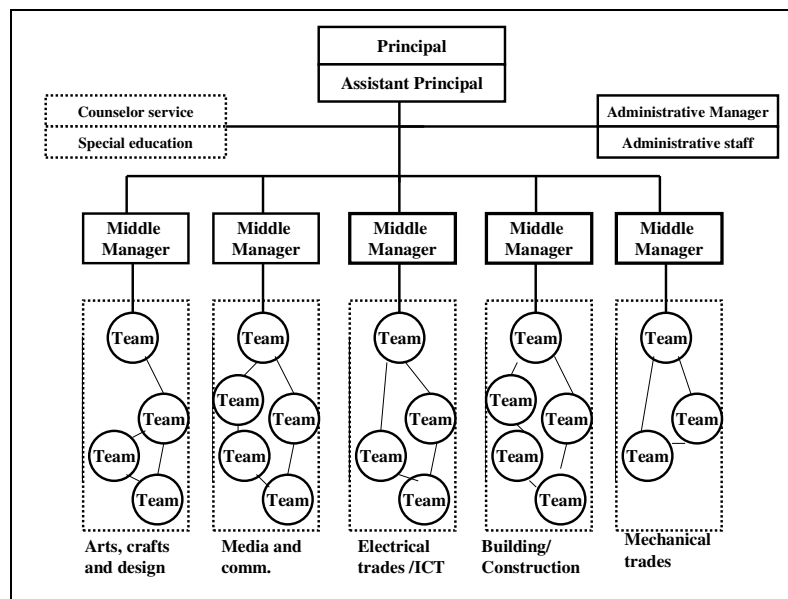 Principal
Assistant Principal
Counselor service
Special education
Administrative Manager
Administrative staff
Middle
Manager
Middle
Manager
Middle
Manager
Middle
Manager
Middle
Manager
Team
Team
Team
Team
Arts, crafts
and design
Team
Team
Team
Team
Team
Media and
comm.
Team
Team
Team
Team
Electrical
trades /ICT
Team
Team
Team
Team
Team
Building/
Construction
Team
Team
Team
Mechanical
trades